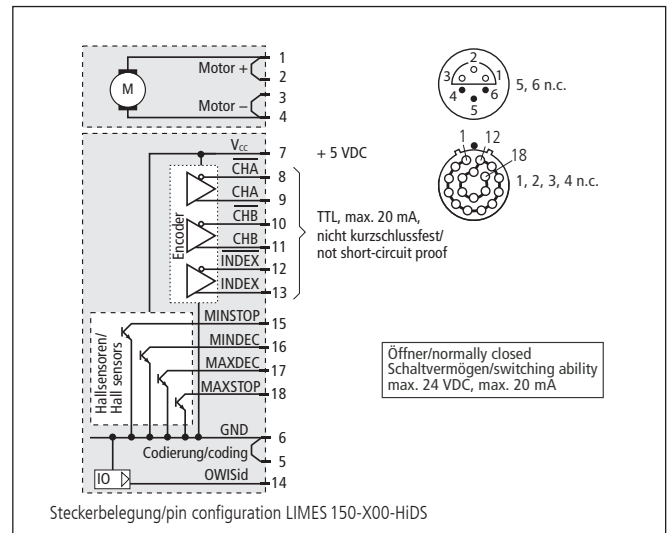 Motor +
1
2
M
Motor –
3
4
Vcc
7
+ 5 VDC
CHA
8
CHA
9
CHB
10
CHB
11
INDEX
12
INDEX
13
Encoder
TTL, max. 20 mA,
nicht kurzschlussfest/
not short-circuit proof
MINSTOP
15
MINDEC
16
MAXDEC
17
MAXSTOP
18
Hallsensoren/
Hall sensors
GND
6
Codierung/coding
5
IO
OWISid
14
2
3
1
4
6
5
5, 6 n.c.
1
12
18
1, 2, 3, 4 n.c.
Öffner/normally closed
Schaltvermögen/switching ability
max. 24 VDC, max. 20 mA
Steckerbelegung/pin configuration LIMES 150-X00-HiDS